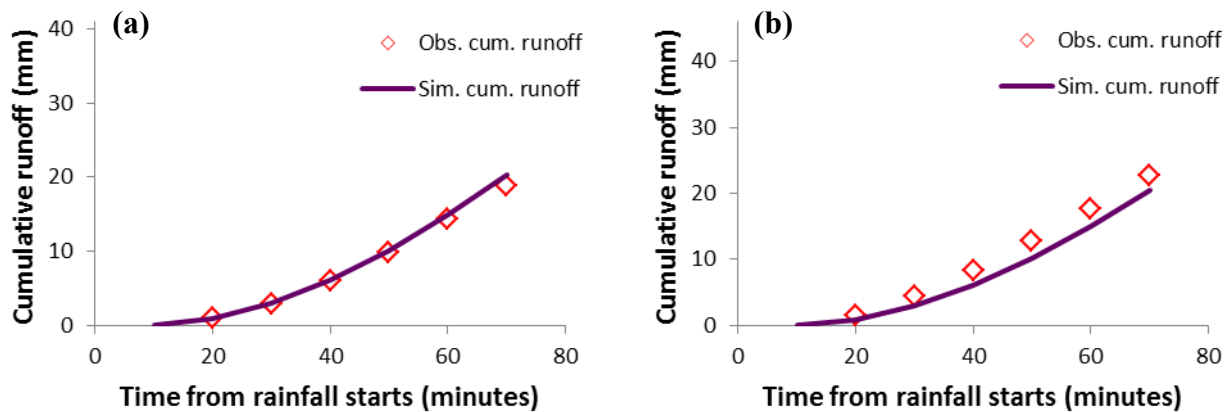 (a)
Obs. cum. runoff
Sim. cum. runoff
Cumulative runoff (mm)
40
30
20
10
0
0 20 40 60 80
Time from rainfall starts (minutes)
(b)
Obs. cum. runoff
Sim. cum. runoff
Cumulative runoff (mm)
40
30
20
10
0
0 20 40 60 80
Time from rainfall starts (minutes)